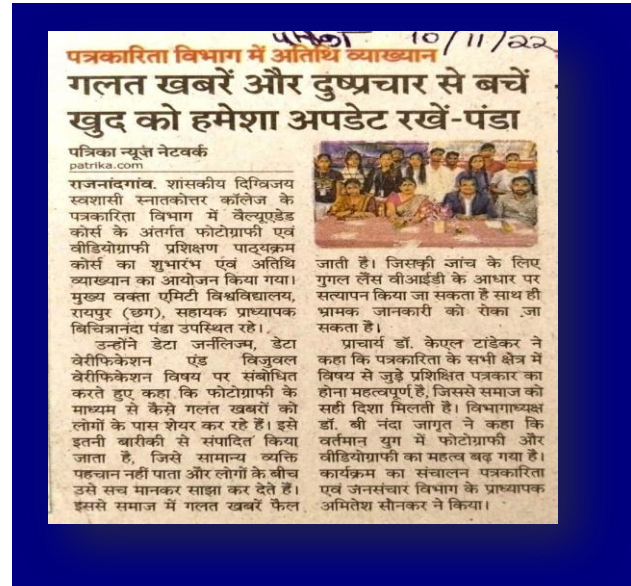 पत्रिका 10/11/22
पत्रकारिता विभाग में अतिथि व्याख्यान
गलत खबरें और दुष्प्रचार से बचें
खुद को हमेशा अपडेट रखें-पंडा
पत्रिका न्यूज़ नेटवर्क
patrika.com
राजनांदगांव. शांसकीय दिग्विजय
स्वशासी स्नातकोत्तर कॉलेज के
पत्रकारिता विभाग में वैल्यूएडेड
कोर्स के अंतर्गत फोटोग्राफी एवं
वीडियोग्राफी प्रशिक्षण पाठ्यक्रम
कोर्स का शुभारंभ एवं अतिथि
व्याख्यान का आयोजन किया गया।
मुख्य वक्ता एमिटी विश्वविद्यालय,
रायपुर (छग), सहायक प्राध्यापक
बिचित्रानंदा पंडा उपस्थित रहे।
उन्होंने डेटा जर्नलिज्म, डेटा
वेरीफिकेशन एंड विजुवल
वेरीफिकेशन विषय पर संबोधित
करते हुए कहा कि फोटोग्राफी के
माध्यम से कैसे गलत खबरों को
लोगों के पास शेयर कर रहे हैं। इसे
इतनी बारीकी से संपादित किया
जाता है, जिसे सामान्य व्यक्ति
पहचान नहीं पाता और लोगों के बीच
उसे सच मानकर साझा कर देते हैं।
इससे समाज में गलत खबरें फैल
जाती है। जिसकी जांच के लिए
गुगल लैंस वीआईडी के आधार पर
सत्यापन किया जा सकता है साथ ही
भ्रामक जानकारी को रोका जा
सकता है।
प्राचार्य डॉ. केएल टांडेकर ने
कहा कि पत्रकारिता के सभी क्षेत्र में
विषय से जुड़े प्रशिक्षित पत्रकार का
होना महत्वपूर्ण है, जिससे समाज को
सही दिशा मिलती है। विभागाध्यक्ष
डॉ. बी नंदा जागृत ने कहा कि
वर्तमान युग में फोटोग्राफी और
वीडियोग्राफी का महत्व बढ़ गया है।
कार्यक्रम का संचालन पत्रकारिता
एवं जनसंचार विभाग के प्राध्यापक
अमितेश सोनकर ने किया।